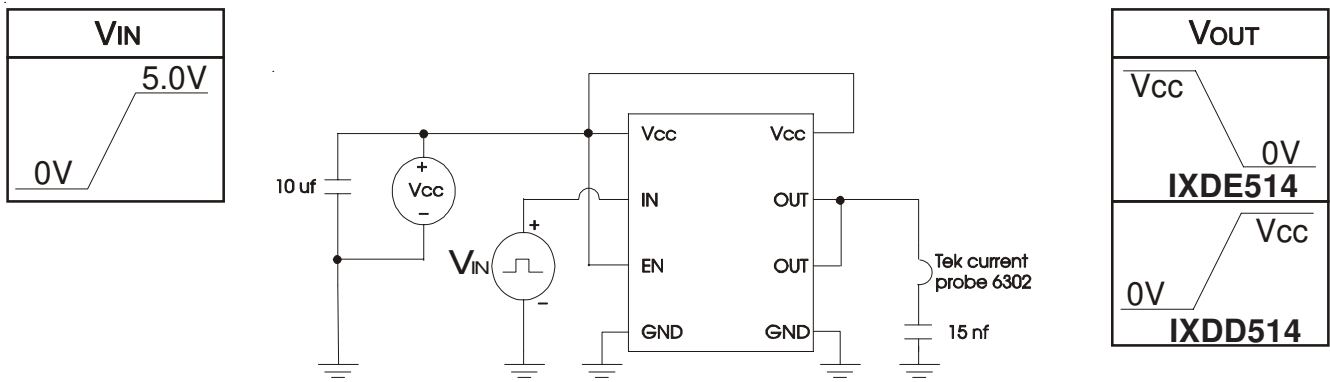 VIN
5.0V
0V
10 uf
+
Vcc
−
VIN
+
−
Vcc
IN
EN
GND
Vcc
OUT
OUT
GND
Tek current
probe 6302
15 nf
VOUT
Vcc
0V
IXDE514
Vcc
0V
IXDD514